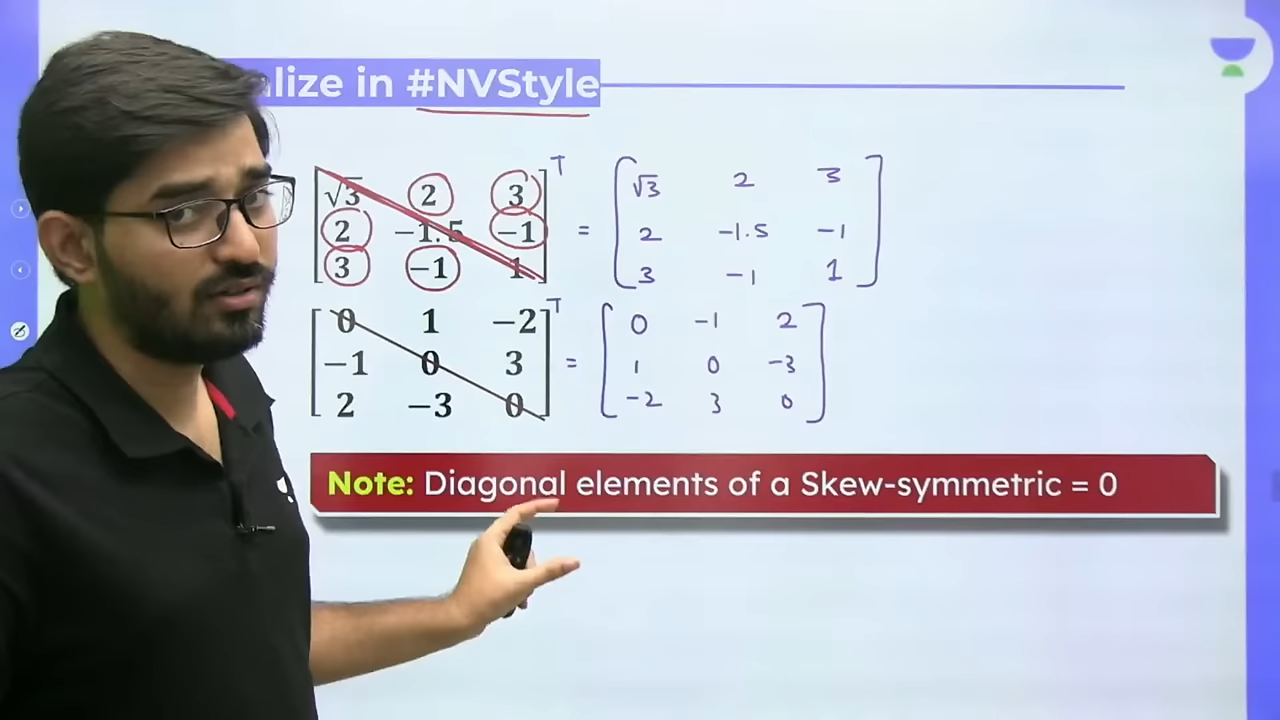 alize in #NVStyle
√3 2 3 T √3 2 3
2 −1.5 −1 = 2 -1.5 -1
3 −1 1 3 -1 1
0 1 −2 T 0 -1 2
−1 0 3 = 1 0 -3
2 −3 0 -2 3 0
Note: Diagonal elements of a Skew-symmetric = 0